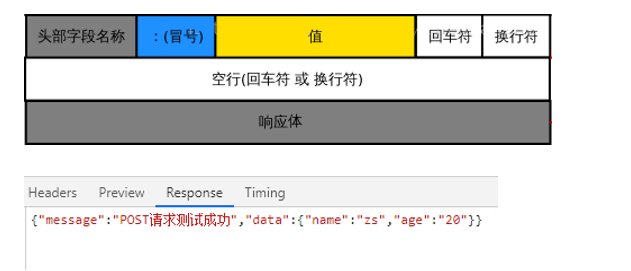 头部字段名称 :(冒号) 值 回车符 换行符
空行(回车符 或 换行符)
响应体
Headers Preview Response Timing
{"message":"POST请求测试成功","data":{"name":"zs","age":"20"}}